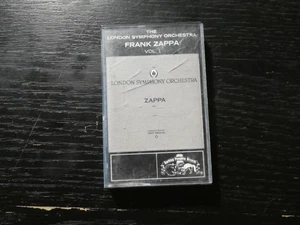 THE
LONDON SYMPHONY ORCHESTRA
FRANK ZAPPA
VOL. 1
LONDON SYMPHONY ORCHESTRA
ZAPPA